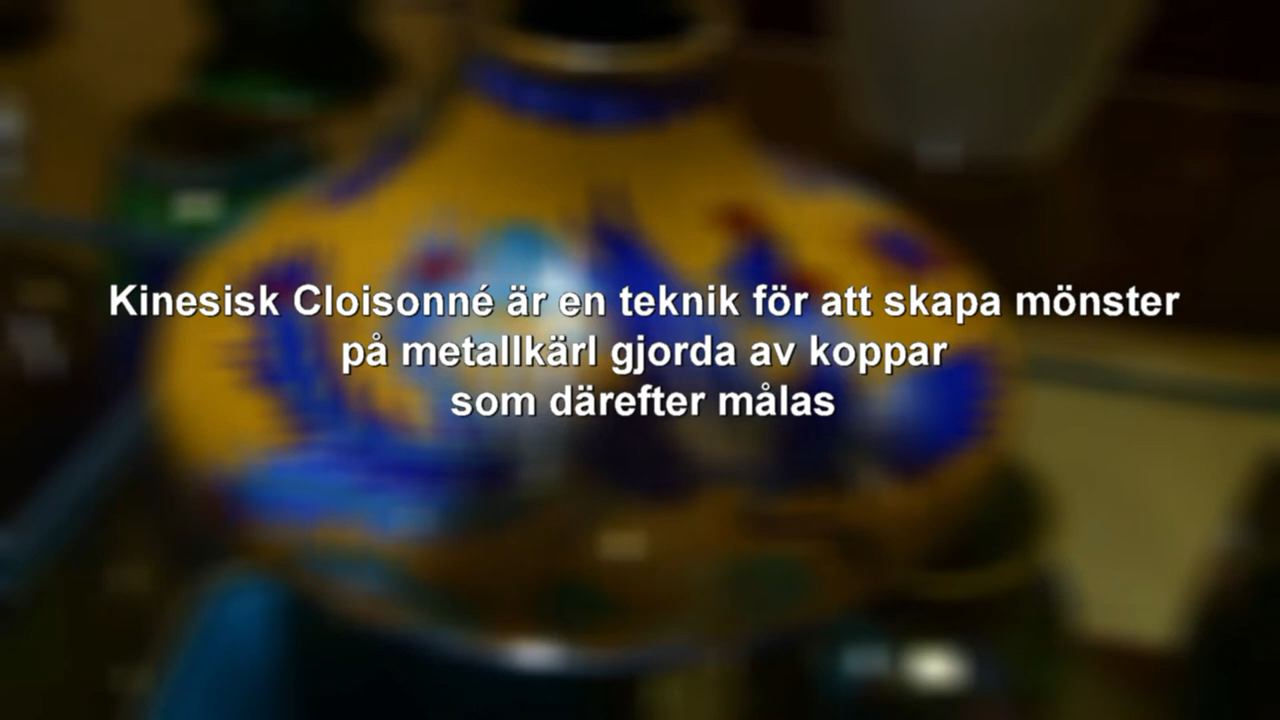 Kinesisk Cloisonné är en teknik för att skapa mönster
på metallkärl gjorda av koppar
som därefter målas